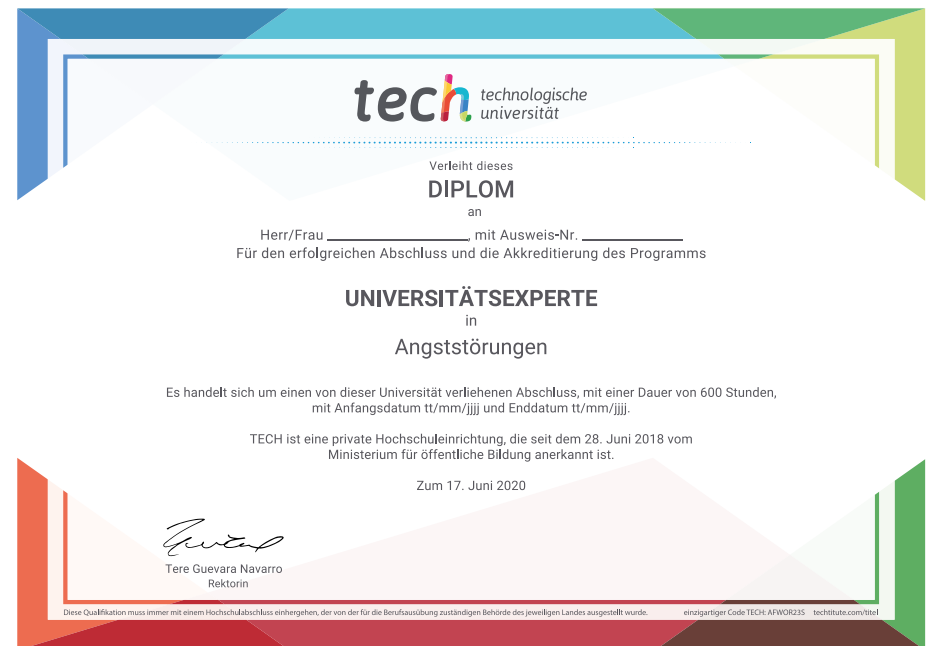 tech technologische
universität
Verleiht dieses
DIPLOM
an
Herr/Frau ____________________, mit Ausweis-Nr. ______________
Für den erfolgreichen Abschluss und die Akkreditierung des Programms
UNIVERSITÄTSEXPERTE
in
Angststörungen
Es handelt sich um einen von dieser Universität verliehenen Abschluss, mit einer Dauer von 600 Stunden,
mit Anfangsdatum tt/mm/jjjj und Enddatum tt/mm/jjjj.
TECH ist eine private Hochschuleinrichtung, die seit dem 28. Juni 2018 vom
Ministerium für öffentliche Bildung anerkannt ist.
Zum 17. Juni 2020
Tere Guevara Navarro
Rektorin
Diese Qualifikation muss immer mit einem Hochschulabschluss einhergehen, der von der für die Berufsausübung zuständigen Behörde des jeweiligen Landes ausgestellt wurde. einzigartiger Code TECH: AFWOR23S techtitute.com/titel